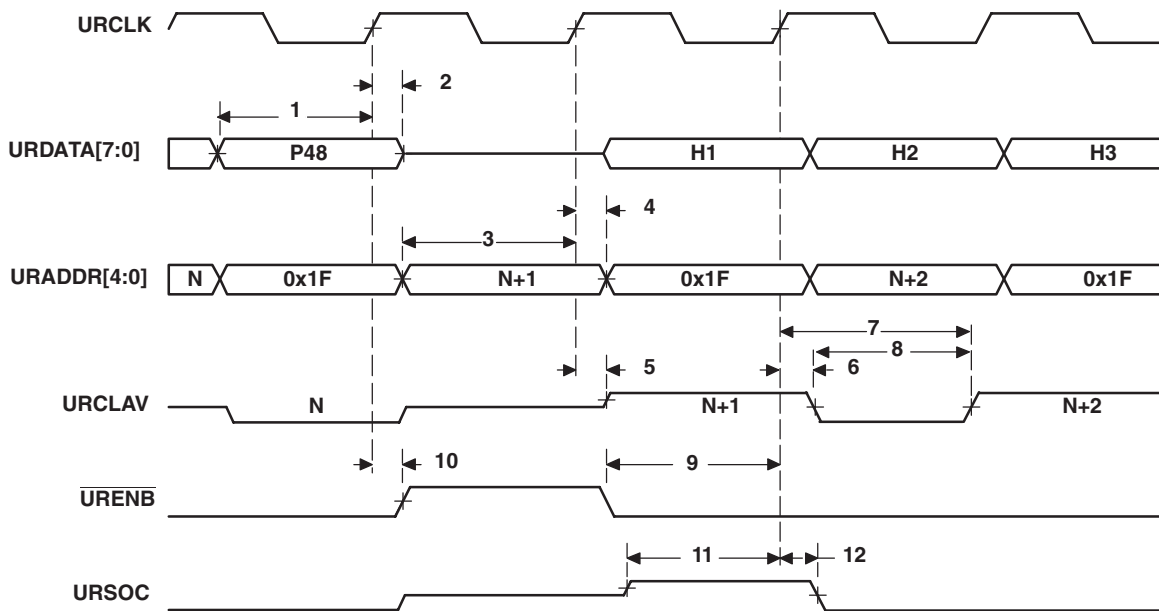 URCLK
2
1
URDATA[7:0] P48 H1 H2 H3
4
3
URADDR[4:0] N 0x1F N+1 0x1F N+2 0x1F
7
8
5 6
URCLAV N N+1 N+2
10 9
URENB
11 12
URSOC